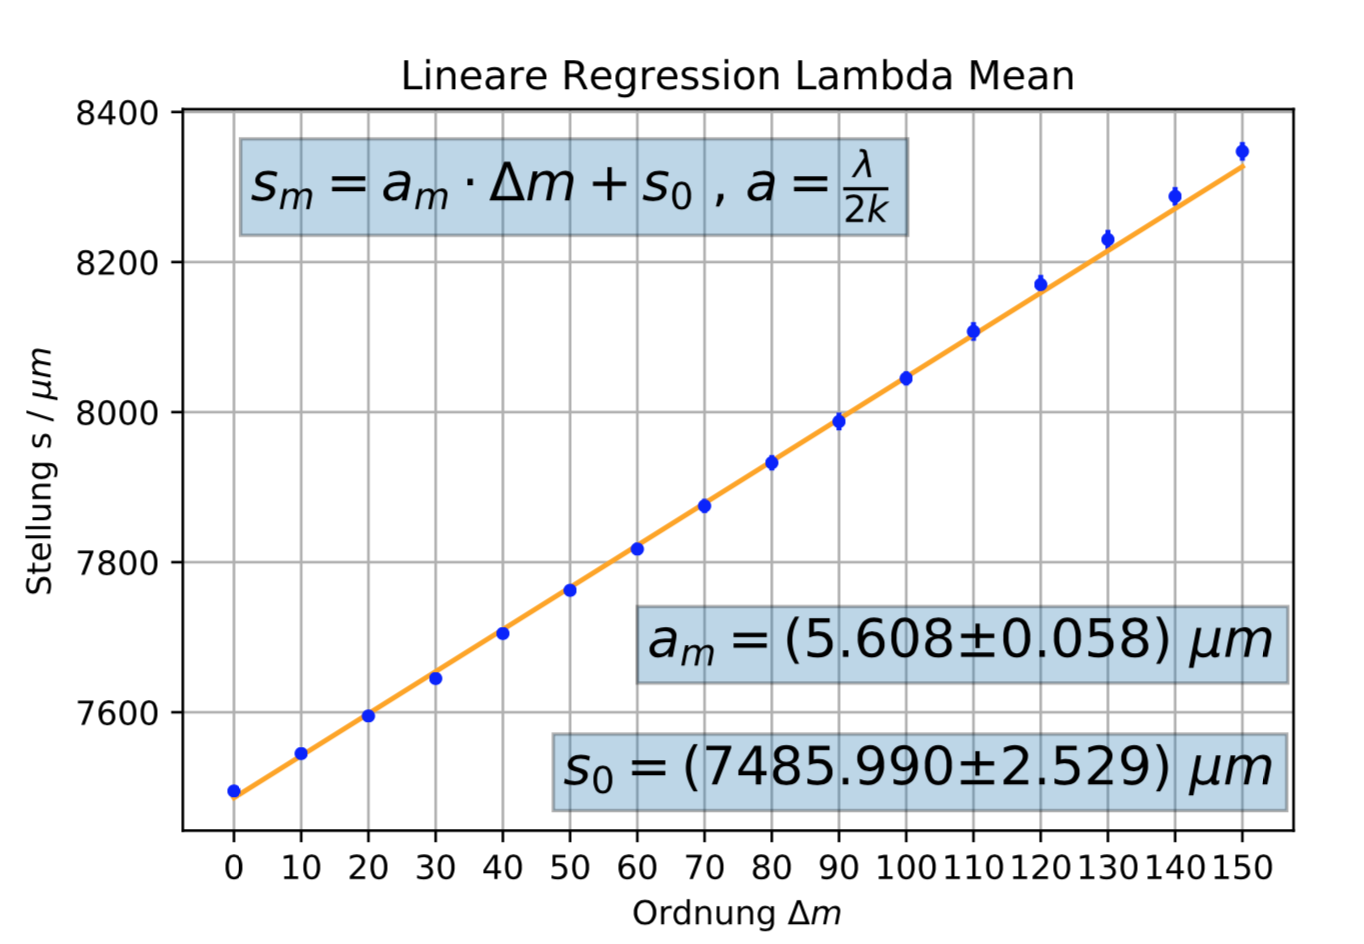 Lineare Regression Lambda Mean
8400
8200
8000
7800
7600
Stellung s / μm
s_m = a_m · Δm + s_0 , a = λ/2k
a_m = (5.608±0.058) μm
s_0 = (7485.990±2.529) μm
0 10 20 30 40 50 60 70 80 90 100 110 120 130 140 150
Ordnung Δm